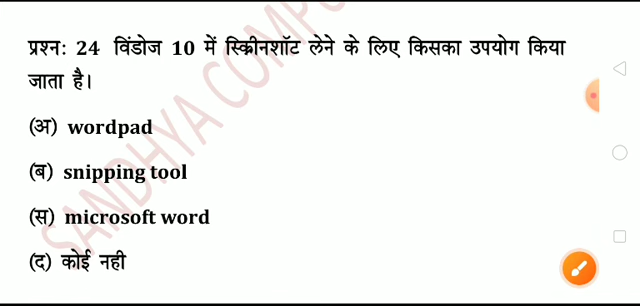 प्रश्न: 24 विंडोज 10 में स्क्रिीनशॉट लेने के लिए किसका उपयोग किया
जाता है।
(अ) wordpad
(ब) snipping tool
(स) microsoft word
(द) कोई नही